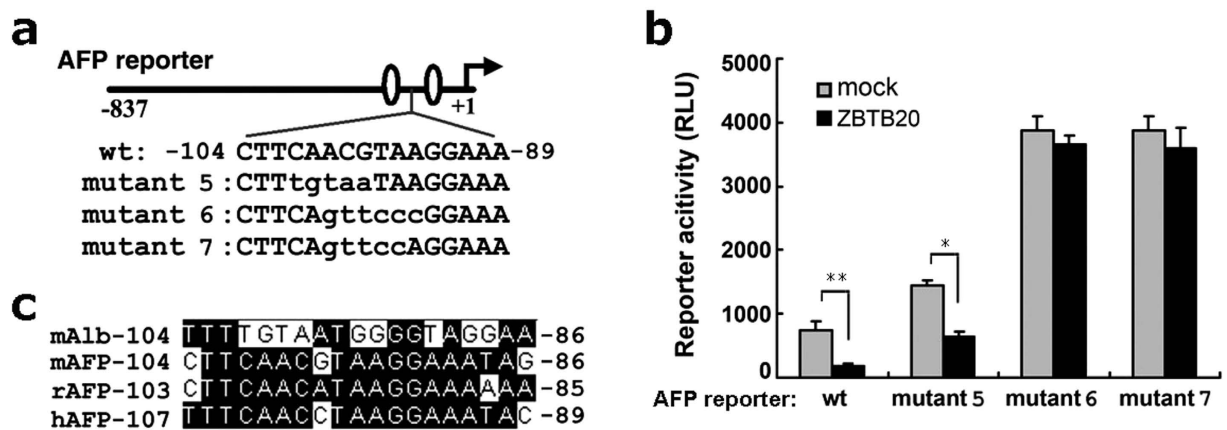 a
AFP reporter
-837
+1
wt: -104 CTTCAACGTAAGGAAA-89
mutant 5 :CTTtgtaaTAAGGAAA
mutant 6 :CTTCAgttcccGGAAA
mutant 7 :CTTCAgttccAGGAAA
b
Reporter acitivity (RLU)
5000
4000
3000
2000
1000
0
mock
ZBTB20
**
*
AFP reporter: wt mutant 5 mutant 6 mutant 7
c
mAlb-104 TTTTGTAATGGGGTAGGAA -86
mAFP-104 CTTCAACGTAAGGAAATAG -86
rAFP-103 CTTCAACATAAGGAAAAAA -85
hAFP-107 TTTCAACCTAAGGAAATAC -89